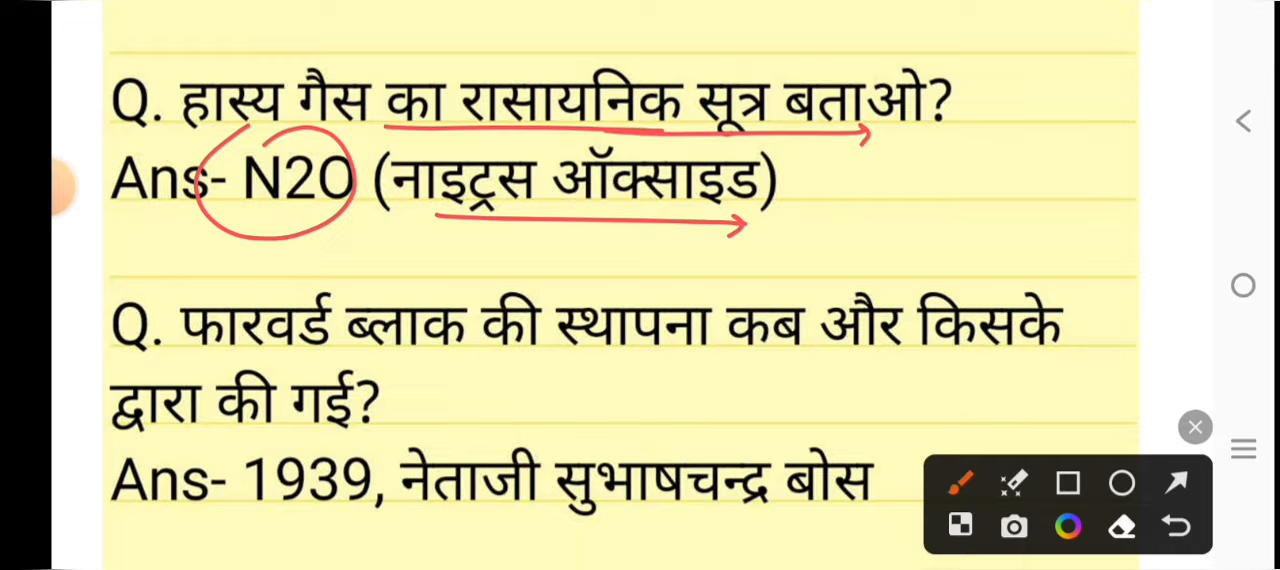 Q. हास्य गैस का रासायनिक सूत्र बताओ?
Ans- N2O (नाइट्रस ऑक्साइड)
Q. फारवर्ड ब्लाक की स्थापना कब और किसके
द्वारा की गई?
Ans- 1939, नेताजी सुभाषचन्द्र बोस